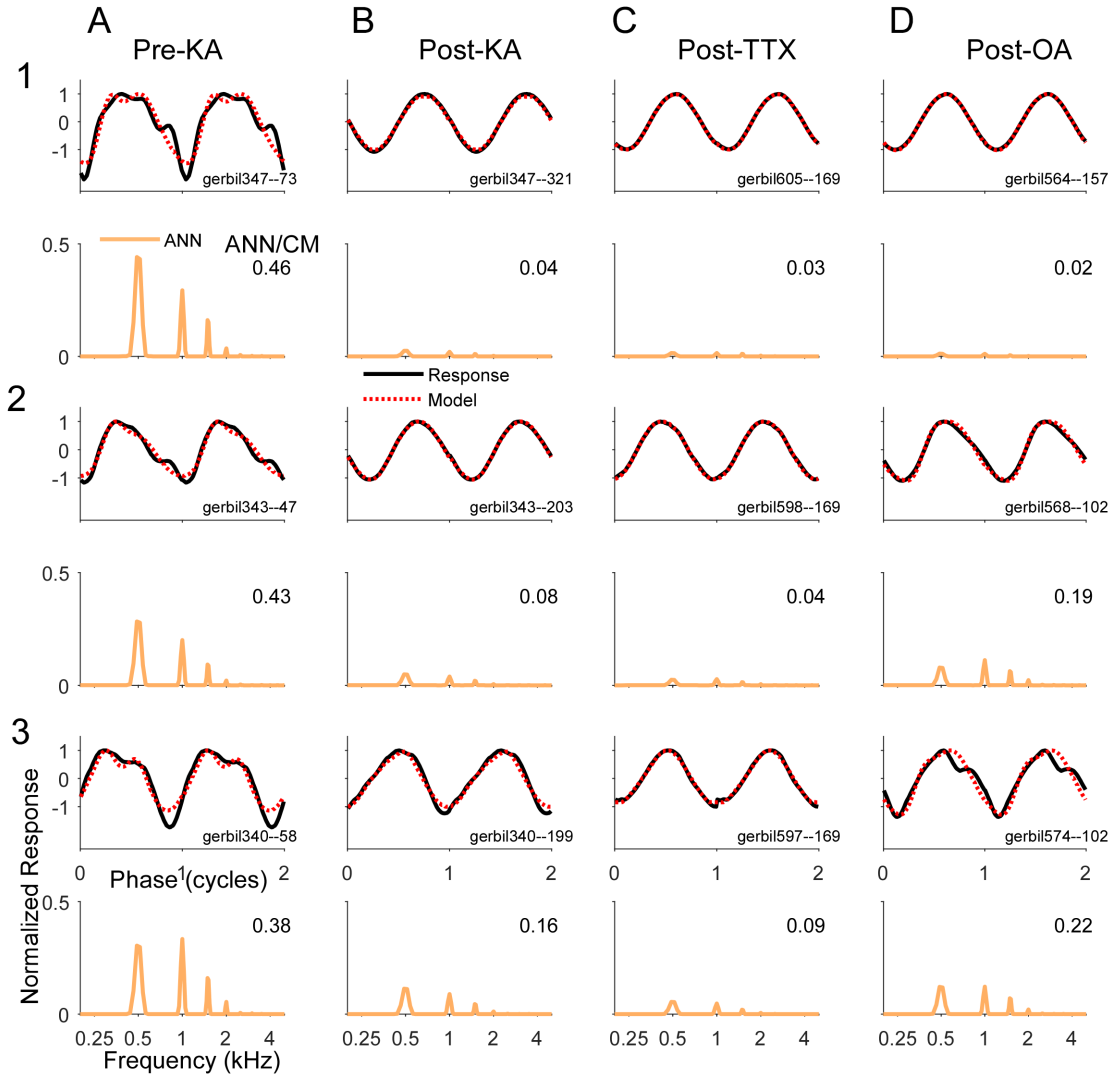 A B C D
Pre-KA Post-KA Post-TTX Post-OA
1
1
0
-1
gerbil347--73 gerbil347--321 gerbil605--169 gerbil564--157
0.5
ANN ANN/CM
0.46 0.04 0.03 0.02
0
Response
Model
2
1
0
-1
gerbil343--47 gerbil343--203 gerbil598--169 gerbil568--102
0.5
0.43 0.08 0.04 0.19
0
3
1
0
-1
gerbil340--58 gerbil340--199 gerbil597--169 gerbil574--102
0 1 2 0 1 2 0 1 2 0 1 2
Phase (cycles)
Normalized Response
0.5
0.38 0.16 0.09 0.22
0
0.25 0.5 1 2 4 0.25 0.5 1 2 4 0.25 0.5 1 2 4 0.25 0.5 1 2 4
Frequency (kHz)